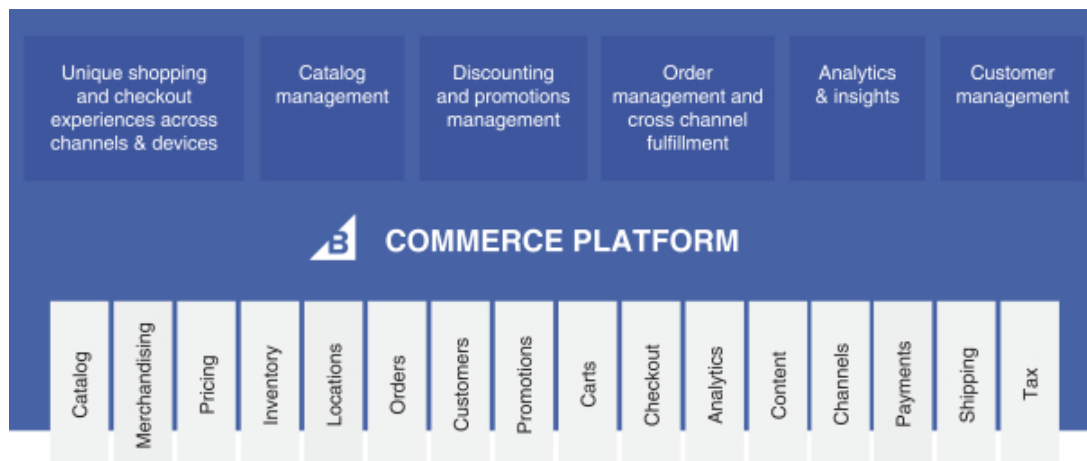 Unique shopping
and checkout
experiences across
channels & devices
Catalog
management
Discounting
and promotions
management
Order
management and
cross channel
fulfillment
Analytics
& insights
Customer
management
B COMMERCE PLATFORM
Catalog
Merchandising
Pricing
Inventory
Locations
Orders
Customers
Promotions
Carts
Checkout
Analytics
Content
Channels
Payments
Shipping
Tax